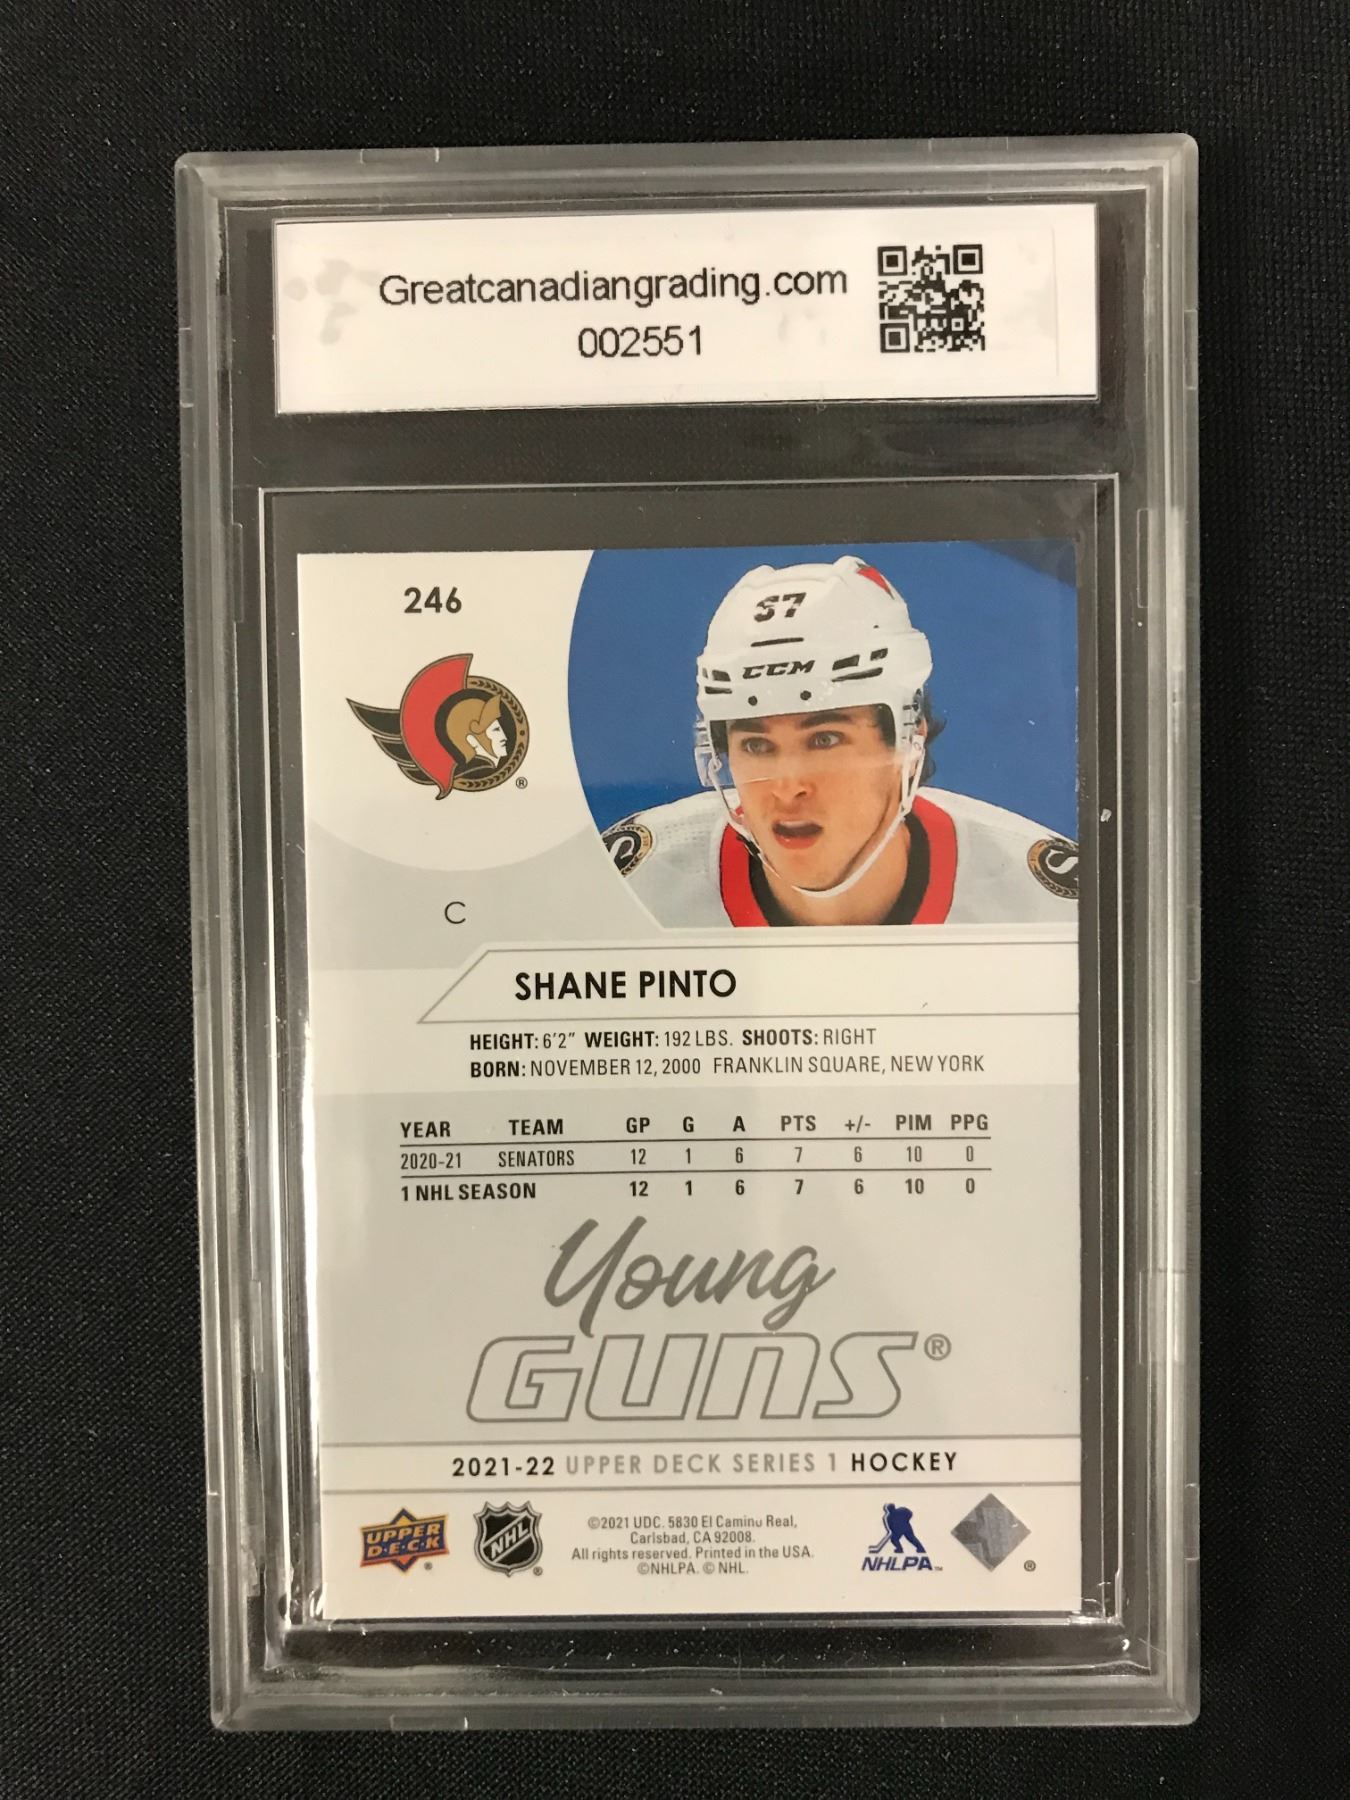 Greatcanadiangrading.com
002551
246
®
C
CCM
SHANE PINTO
HEIGHT: 6'2" WEIGHT: 192 LBS. SHOOTS: RIGHT
BORN: NOVEMBER 12, 2000 FRANKLIN SQUARE, NEW YORK
YEAR TEAM GP G A PTS +/- PIM PPG
2020-21 SENATORS 12 1 6 7 6 10 0
1 NHL SEASON 12 1 6 7 6 10 0
Young
GUNS®
2021-22 UPPER DECK SERIES 1 HOCKEY
UPPER
D·E·C·K
®
NHL
®
©2021 UDC. 5830 El Camino Real,
Carlsbad, CA 92008.
All rights reserved. Printed in the USA.
©NHLPA. © NHL.
NHLPA™
®